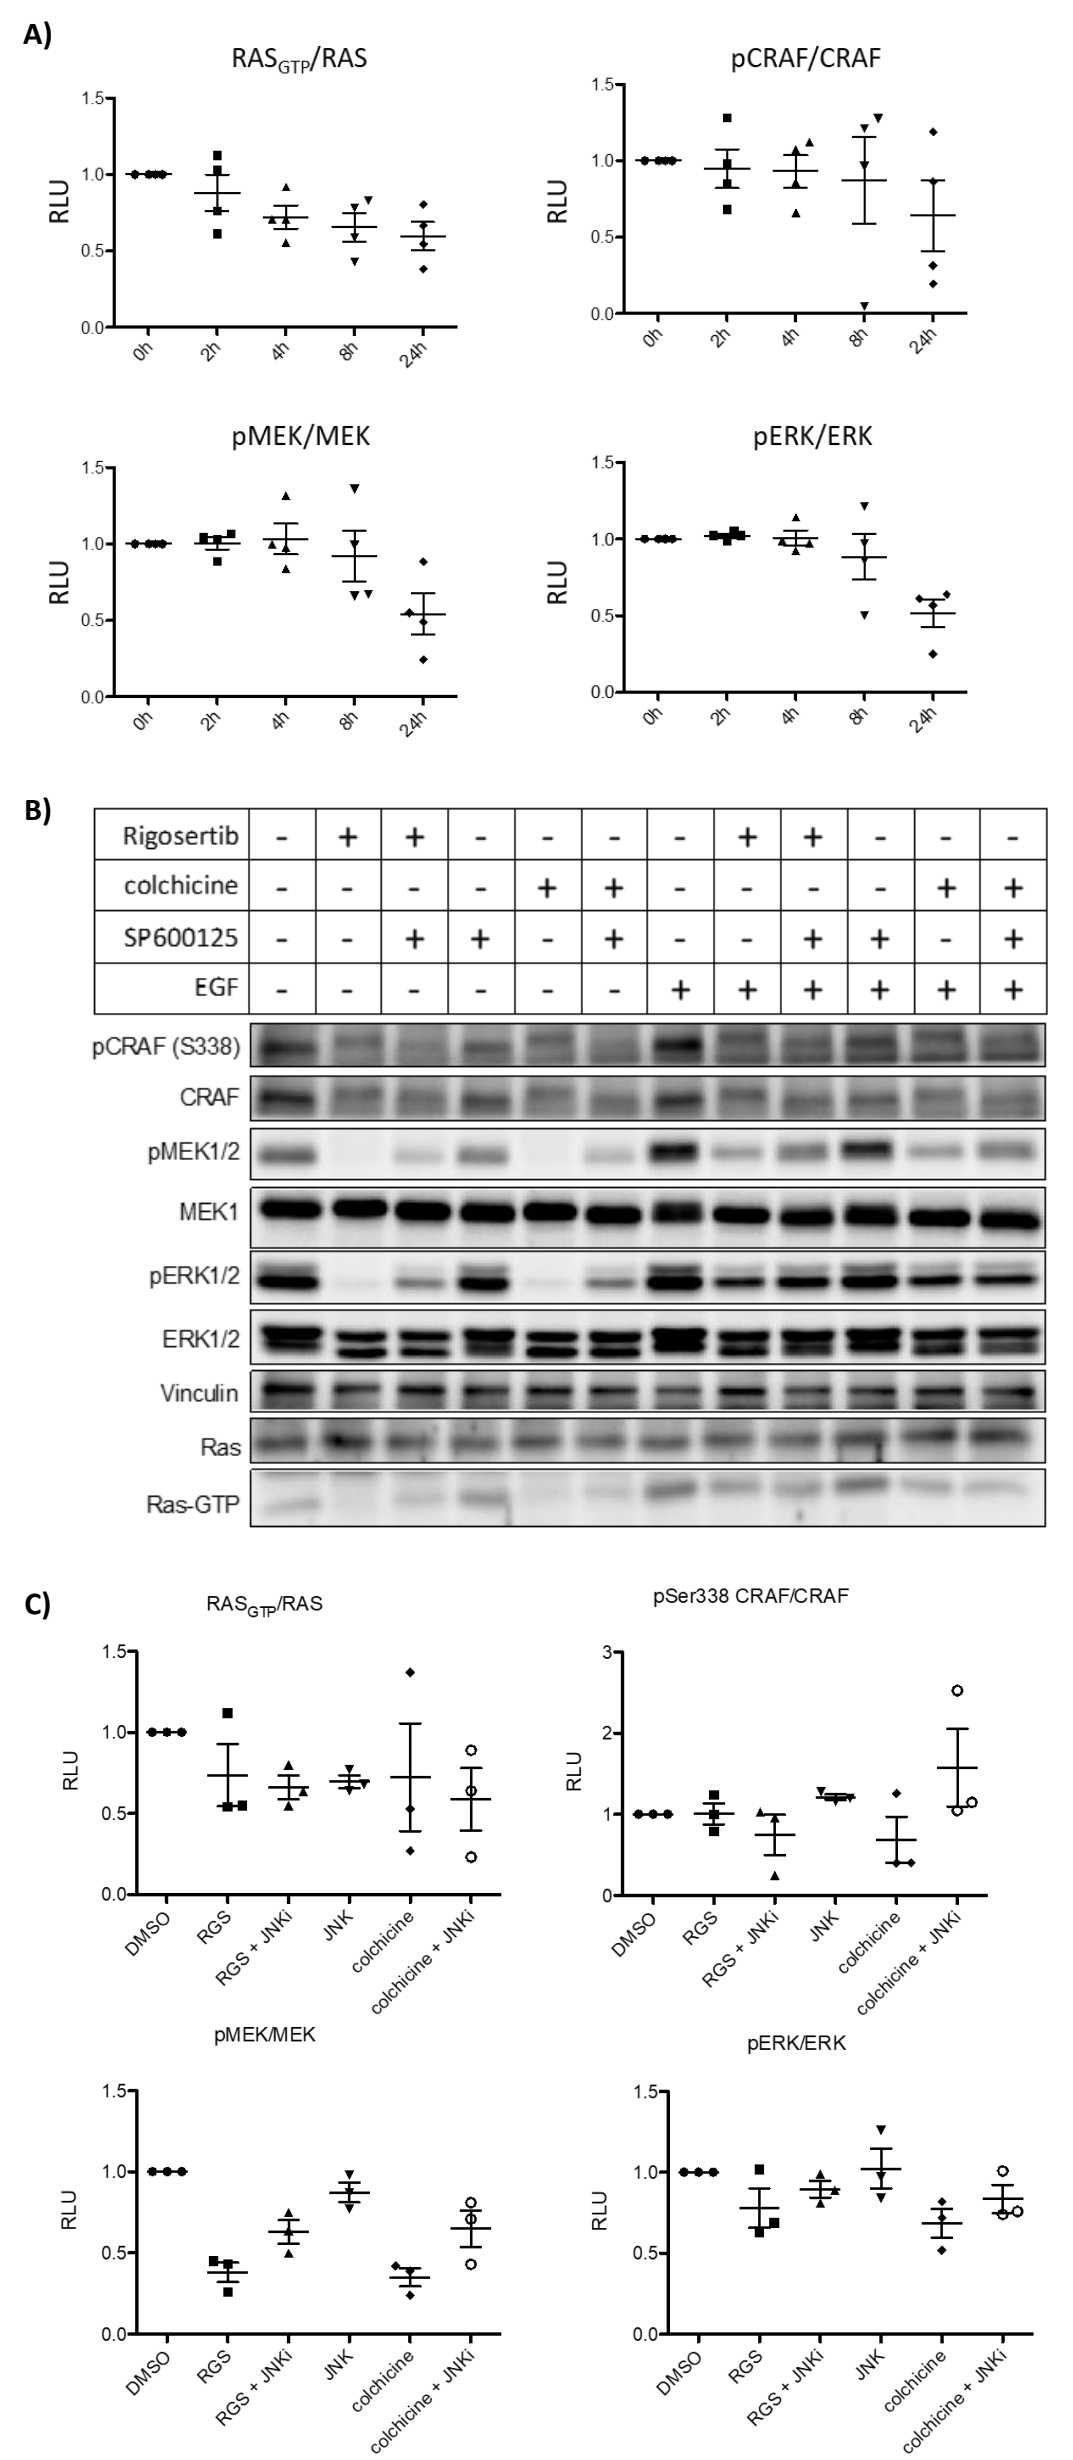 A)
RAS_GTP/RAS
RLU
1.5
1.0
0.5
0.0
0h 2h 4h 8h 24h
pCRAF/CRAF
RLU
1.5
1.0
0.5
0.0
0h 2h 4h 8h 24h
pMEK/MEK
RLU
1.5
1.0
0.5
0.0
0h 2h 4h 8h 24h
pERK/ERK
RLU
1.5
1.0
0.5
0.0
0h 2h 4h 8h 24h
B)
Rigosertib - + + - - - - + + - - -
colchicine - - - - + + - - - - + +
SP600125 - - + + - + - - + + - +
EGF - - - - - - + + + + + +
pCRAF (S338)
CRAF
pMEK1/2
MEK1
pERK1/2
ERK1/2
Vinculin
Ras
Ras-GTP
C)
RAS_GTP/RAS
RLU
1.5
1.0
0.5
0.0
DMSO RGS RGS + JNKi JNK colchicine colchicine + JNKi
pSer338 CRAF/CRAF
RLU
3
2
1
0
DMSO RGS RGS + JNKi JNK colchicine colchicine + JNKi
pMEK/MEK
RLU
1.5
1.0
0.5
0.0
DMSO RGS RGS + JNKi JNK colchicine colchicine + JNKi
pERK/ERK
RLU
1.5
1.0
0.5
0.0
DMSO RGS RGS + JNKi JNK colchicine colchicine + JNKi